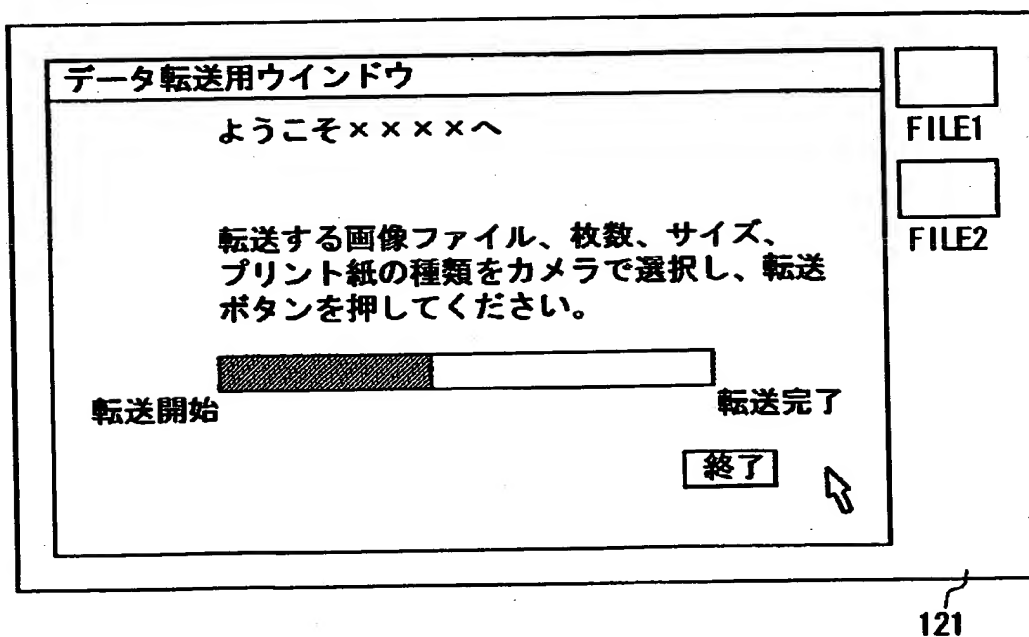 データ転送用ウインドウ
ようこそ××××へ
転送する画像ファイル、枚数、サイズ、
プリント紙の種類をカメラで選択し、転送
ボタンを押してください。
転送開始
転送完了
終了
FILE1
FILE2
121